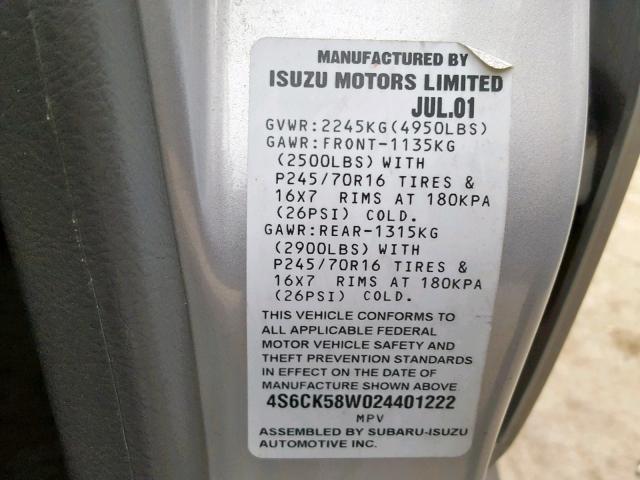 MANUFACTURED BY
ISUZU MOTORS LIMITED
JUL.01
GVWR:2245KG(4950LBS)
GAWR:FRONT-1135KG
(2500LBS) WITH
P245/70R16 TIRES &
16X7 RIMS AT 180KPA
(26PSI) COLD.
GAWR:REAR-1315KG
(2900LBS) WITH
P245/70R16 TIRES &
16X7 RIMS AT 180KPA
(26PSI) COLD.
THIS VEHICLE CONFORMS TO
ALL APPLICABLE FEDERAL
MOTOR VEHICLE SAFETY AND
THEFT PREVENTION STANDARDS
IN EFFECT ON THE DATE OF
MANUFACTURE SHOWN ABOVE
4S6CK58W024401222
MPV
ASSEMBLED BY SUBARU-ISUZU
AUTOMOTIVE INC.